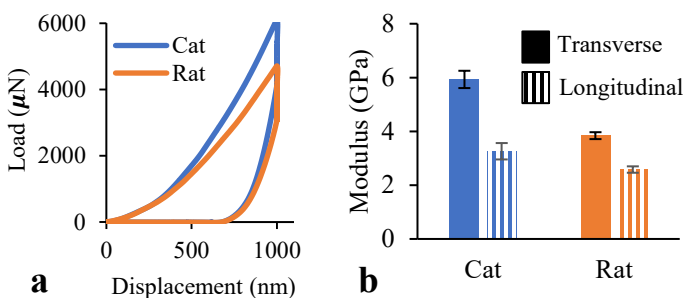 6000
4000
2000
0
Load (µN)
Cat
Rat
0 500 1000
Displacement (nm)
a
8
6
4
2
0
Modulus (GPa)
Transverse
Longitudinal
Cat Rat
b